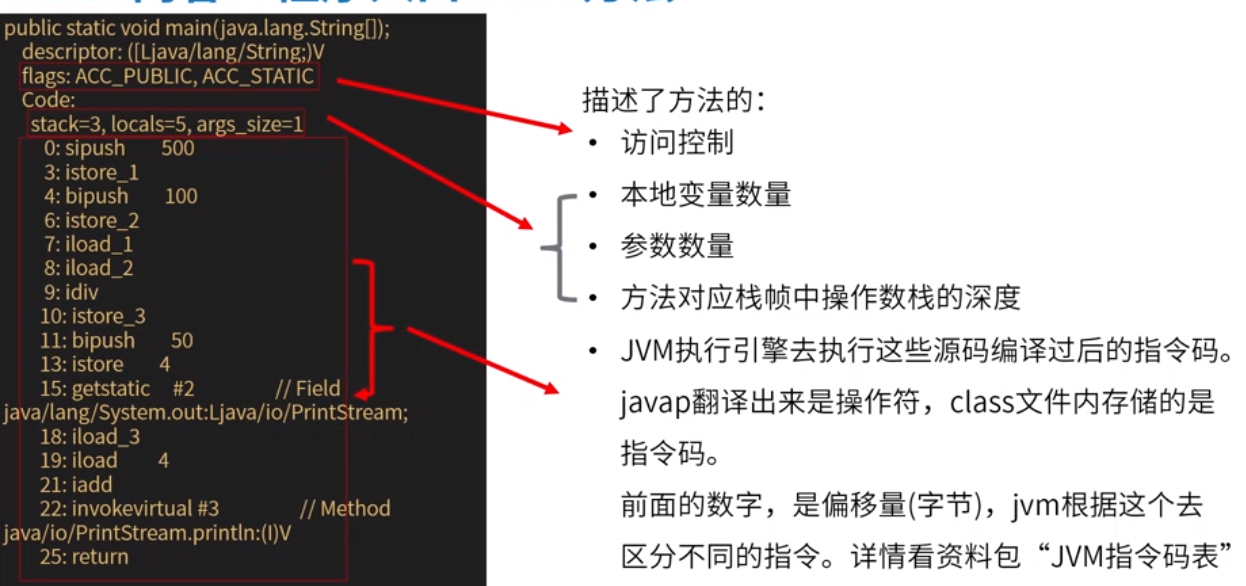 public static void main(java.lang.String[]);
descriptor: ([Ljava/lang/String;)V
flags: ACC_PUBLIC, ACC_STATIC
Code:
stack=3, locals=5, args_size=1
0: sipush 500
3: istore_1
4: bipush 100
6: istore_2
7: iload_1
8: iload_2
9: idiv
10: istore_3
11: bipush 50
13: istore 4
15: getstatic #2 // Field
java/lang/System.out:Ljava/io/PrintStream;
18: iload_3
19: iload 4
21: iadd
22: invokevirtual #3 // Method
java/io/PrintStream.println:(I)V
25: return
描述了方法的：
• 访问控制
• 本地变量数量
• 参数数量
• 方法对应栈帧中操作数栈的深度
• JVM执行引擎去执行这些源码编译过后的指令码。
javap翻译出来是操作符，class文件内存储的是
指令码。
前面的数字，是偏移量(字节)，jvm根据这个去
区分不同的指令。详情看资料包“JVM指令码表”